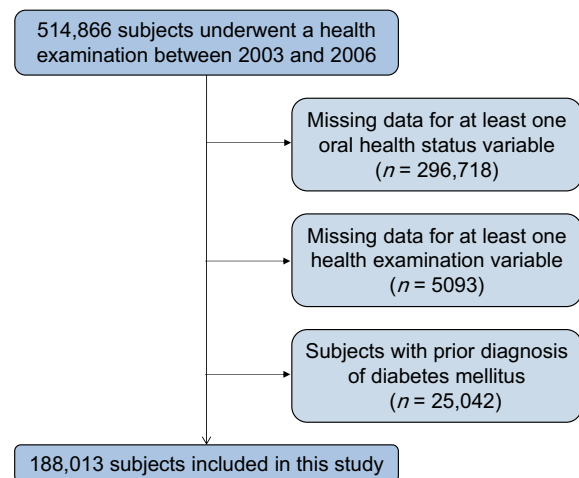 514,866 subjects underwent a health
examination between 2003 and 2006
Missing data for at least one
oral health status variable
(n = 296,718)
Missing data for at least one
health examination variable
(n = 5093)
Subjects with prior diagnosis
of diabetes mellitus
(n = 25,042)
188,013 subjects included in this study